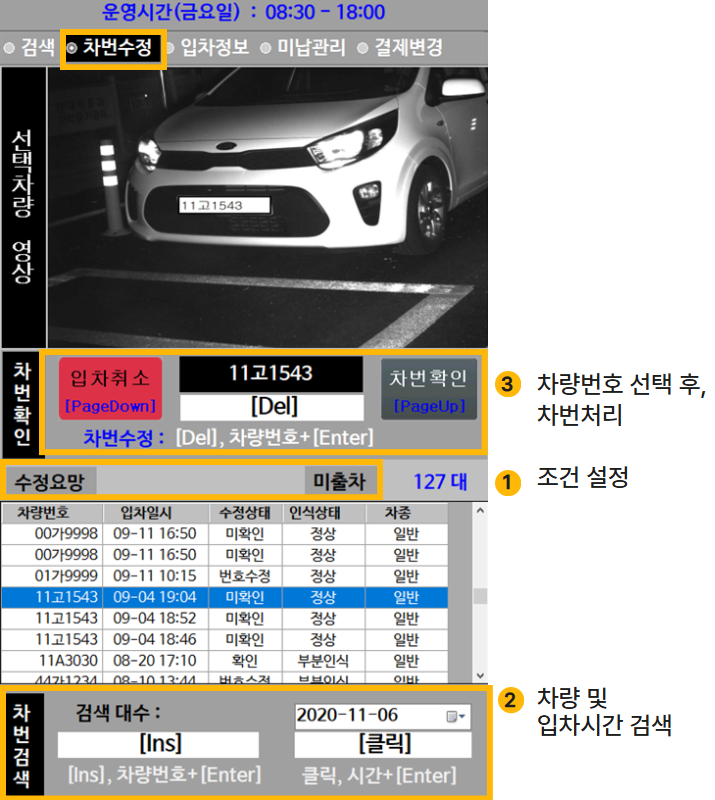 운영시간(금요일) : 08:30 - 18:00
검색 차번수정 입차정보 미납관리 결제변경
선택차량 영상
11고1543
차번확인
입차취소
[PageDown]
11고1543
[Del]
차번확인
[PageUp]
차번수정 : [Del], 차량번호+[Enter]
3 차량번호 선택 후,
차번처리
수정요망 미출차 127 대
1 조건 설정
차량번호 입차일시 수정상태 인식상태 차종
00가9998 09-11 16:50 미확인 정상 일반
00가9998 09-11 16:50 미확인 정상 일반
01가9999 09-11 10:15 번호수정 정상 일반
11고1543 09-04 19:04 미확인 정상 일반
11고1543 09-04 18:52 미확인 정상 일반
11고1543 09-04 18:46 미확인 정상 일반
11A3030 08-20 17:10 확인 부분인식 일반
44가1234 08-10 13:44 번호수정 부분인식 일반
2 차량 및
입차시간 검색
차번검색
검색 대수 : 2020-11-06
[Ins] [클릭]
[Ins], 차량번호+[Enter] 클릭, 시간+[Enter]